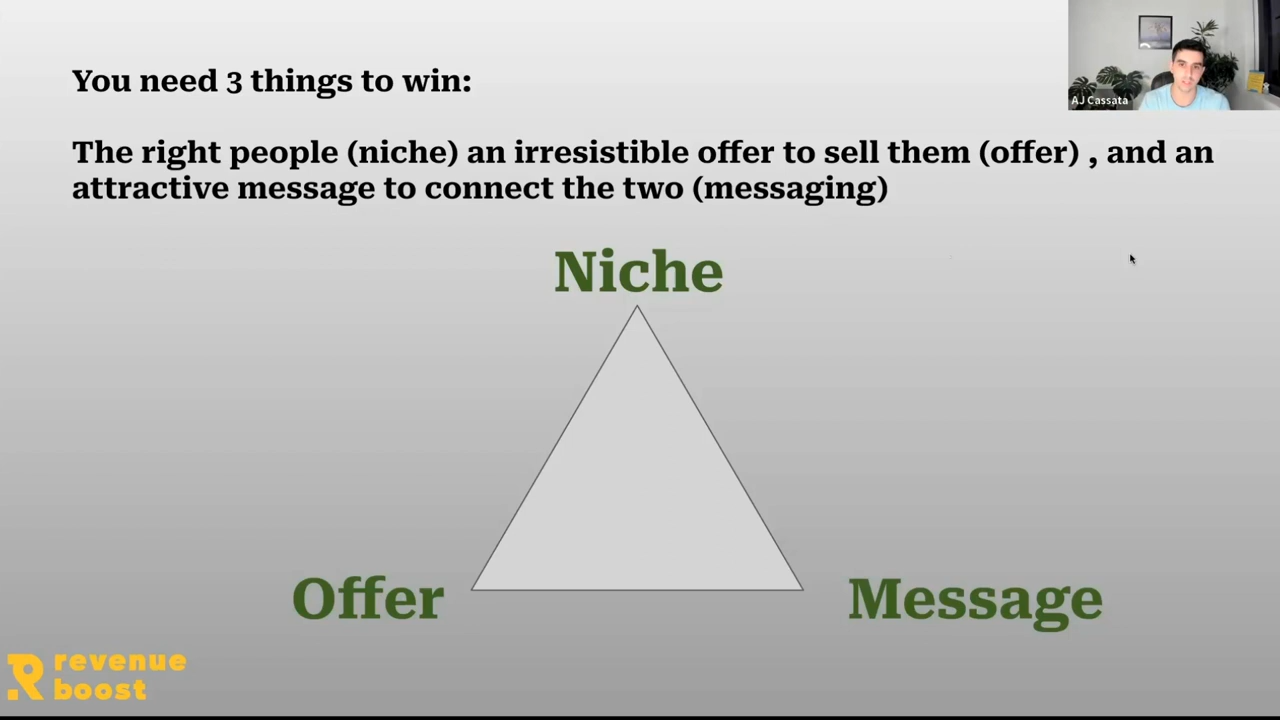 You need 3 things to win:
The right people (niche) an irresistible offer to sell them (offer) , and an
attractive message to connect the two (messaging)
AJ Cassata
Niche
Offer
Message
revenue
boost